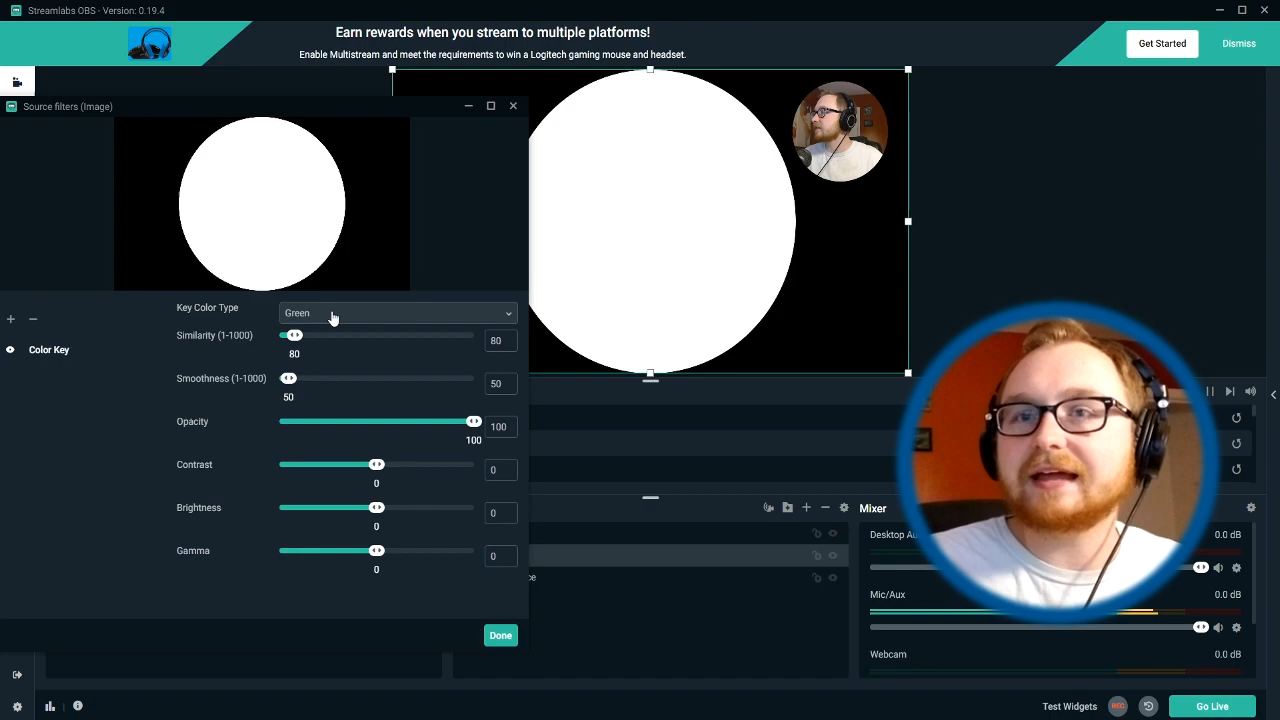 Streamlabs OBS - Version: 0.19.4
Earn rewards when you stream to multiple platforms!
Enable Multistream and meet the requirements to win a Logitech gaming mouse and headset.
Get Started
Dismiss
Source filters (Image)
Key Color Type
Green
Similarity (1-1000)
80
80
Color Key
Smoothness (1-1000)
50
50
Opacity
100
100
Contrast
0
0
Brightness
0
0
Gamma
0
0
Done
Mixer
Desktop Au
0.0 dB
Mic/Aux
0.0 dB
Webcam
0.0 dB
Test Widgets
REC
Go Live